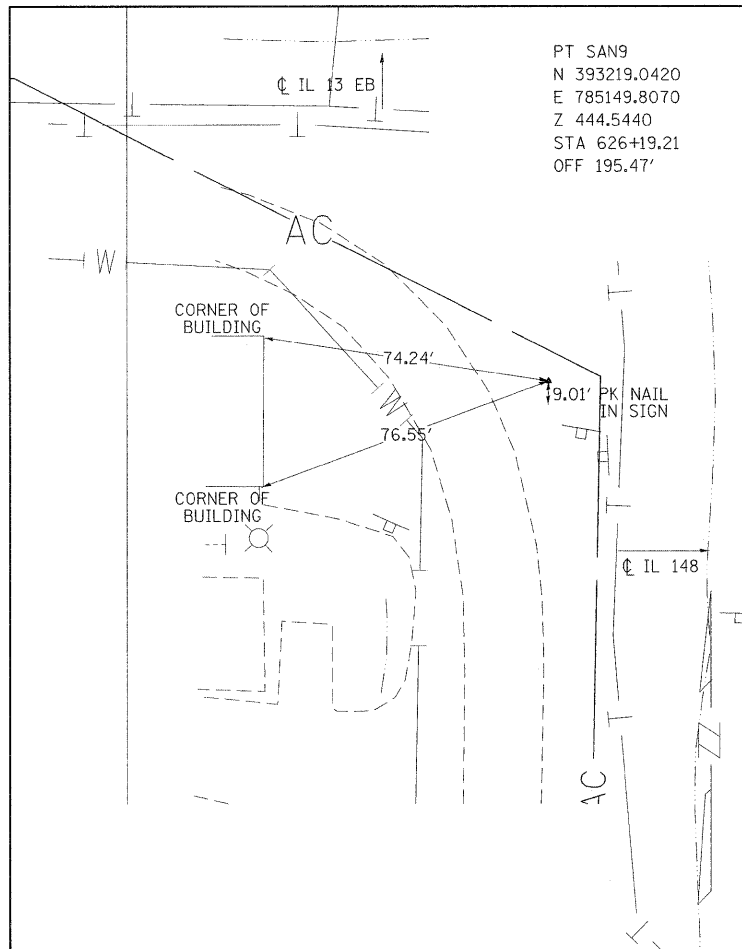 PT SAN9
N 393219.0420
E 785149.8070
Z 444.5440
STA 626+19.21
OFF 195.47'
℄ IL 13 EB
AC
W
CORNER OF
BUILDING
74.24'
9.01' PK NAIL
IN SIGN
W
76.55'
CORNER OF
BUILDING
℄ IL 148
AC